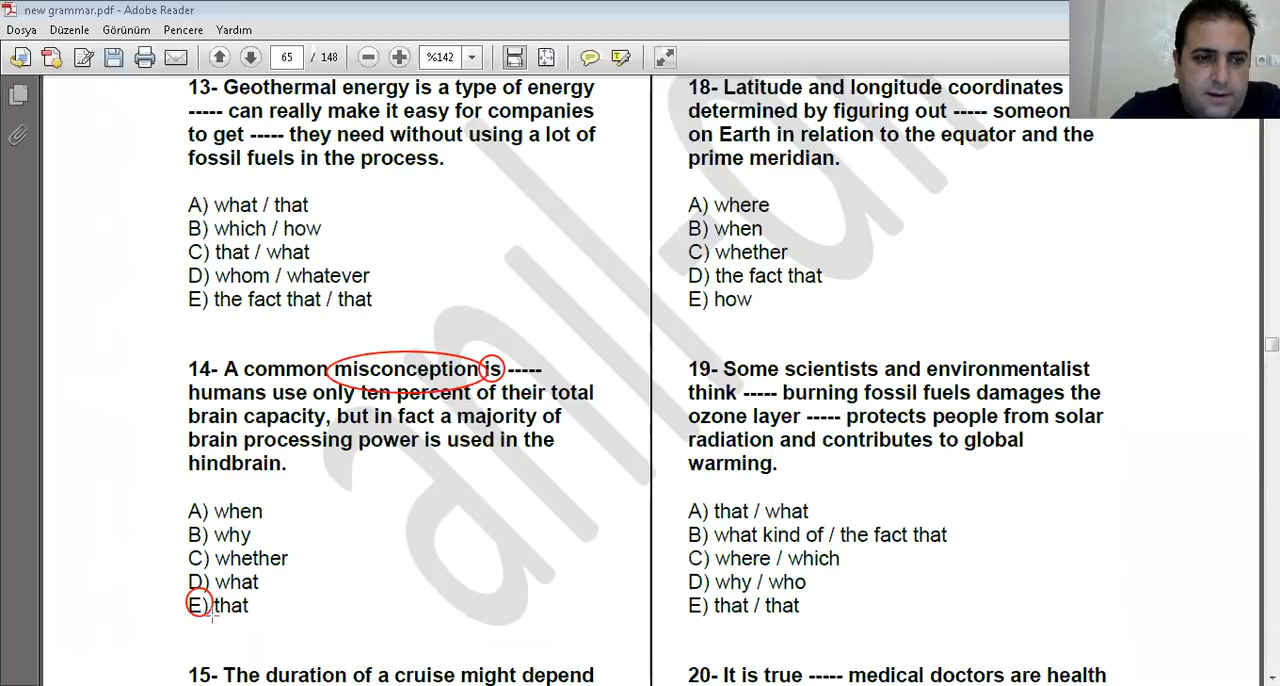 new grammar.pdf - Adobe Reader
Dosya Düzenle Görünüm Pencere Yardım
65 / 148 %142
13- Geothermal energy is a type of energy
----- can really make it easy for companies
to get ----- they need without using a lot of
fossil fuels in the process.
A) what / that
B) which / how
C) that / what
D) whom / whatever
E) the fact that / that
14- A common misconception is -----
humans use only ten percent of their total
brain capacity, but in fact a majority of
brain processing power is used in the
hindbrain.
A) when
B) why
C) whether
D) what
E) that
15- The duration of a cruise might depend
18- Latitude and longitude coordinates
determined by figuring out -----
on Earth in relation to the equator and the
prime meridian.
A) where
B) when
C) whether
D) the fact that
E) how
19- Some scientists and environmentalist
think ----- burning fossil fuels damages the
ozone layer ----- protects people from solar
radiation and contributes to global
warming.
A) that / what
B) what kind of / the fact that
C) where / which
D) why / who
E) that / that
20- It is true ----- medical doctors are health